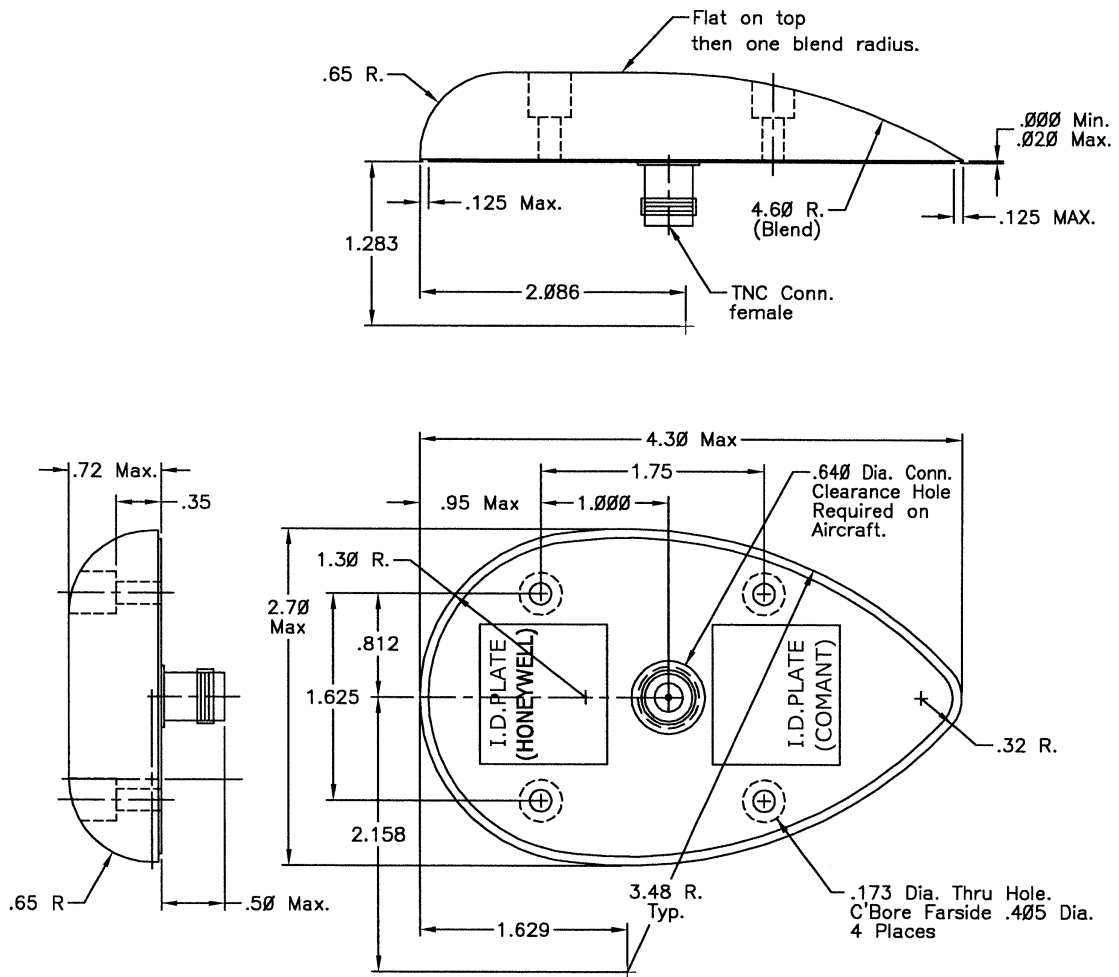 Flat on top
then one blend radius.
.65 R.
.000 Min.
.020 Max.
.125 Max.
4.60 R.
(Blend)
.125 MAX.
1.283
2.086
TNC Conn.
female
4.30 Max
.72 Max.
1.75
.640 Dia. Conn.
Clearance Hole
Required on
Aircraft.
.35
.95 Max
1.000
1.30 R.
2.70
Max
.812
1.625
I.D.PLATE
(HONEYWELL)
I.D.PLATE
(COMANT)
.32 R.
2.158
.65 R
.50 Max.
3.48 R.
Typ.
.173 Dia. Thru Hole.
C'Bore Farside .405 Dia.
4 Places
1.629